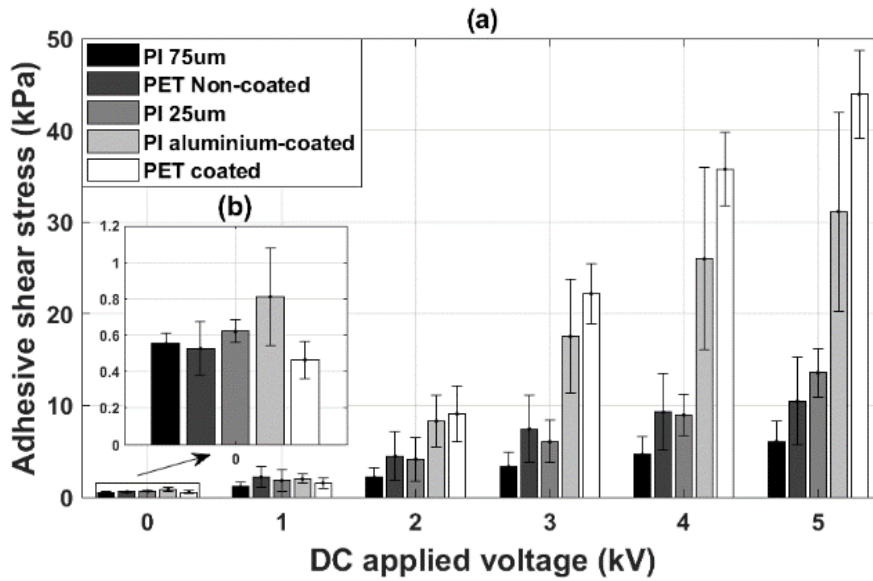 (a)
50
40
30
20
10
0
Adhesive shear stress (kPa)
PI 75um
PET Non-coated
PI 25um
PI aluminium-coated
PET coated
(b)
1.2
1
0.8
0.6
0.4
0.2
0
0
0 1 2 3 4 5
DC applied voltage (kV)